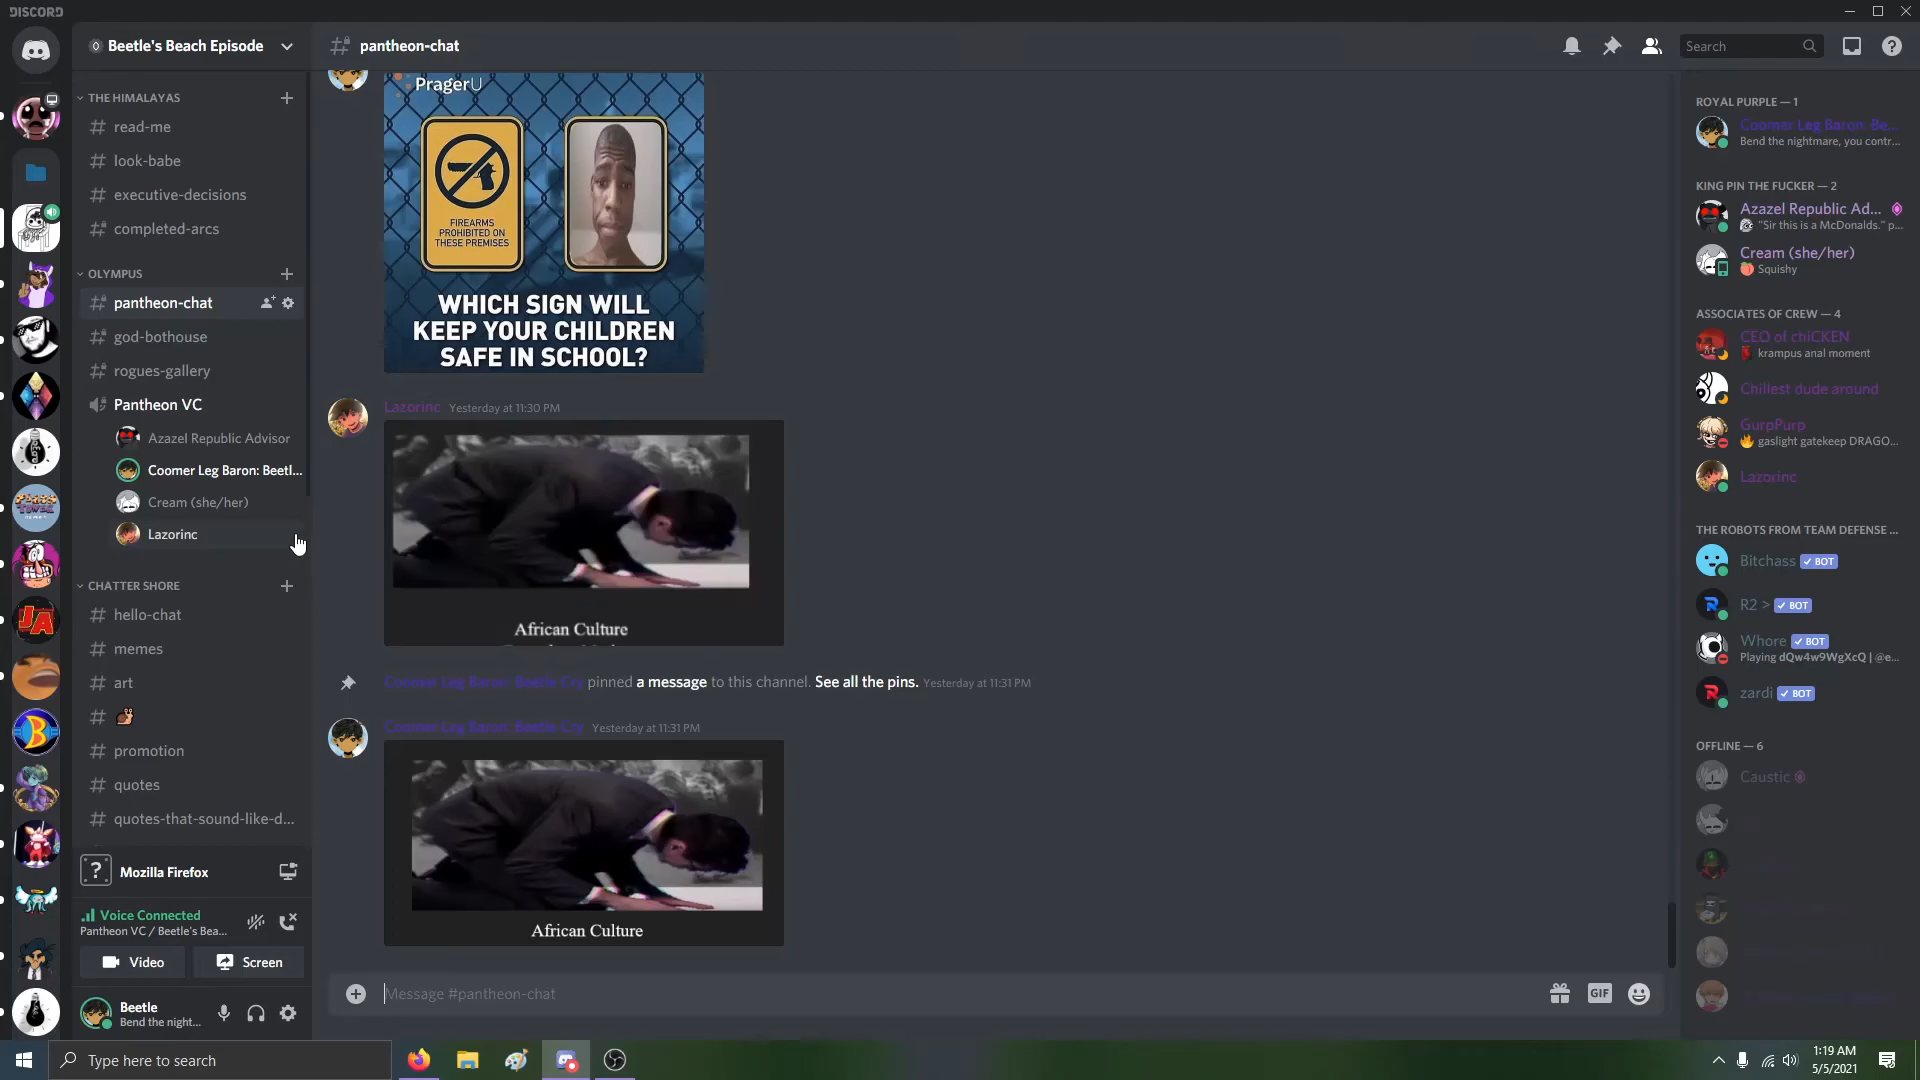 DISCORD
Beetle's Beach Episode
THE HIMALAYAS
read-me
look-babe
executive-decisions
completed-arcs
OLYMPUS
pantheon-chat
god-bothouse
rogues-gallery
Pantheon VC
Azazel Republic Advisor
Coomer Leg Baron: Beetl...
Cream (she/her)
Lazorinc
CHATTER SHORE
hello-chat
memes
art
promotion
quotes
quotes-that-sound-like-d...
?
Mozilla Firefox
Voice Connected
Pantheon VC / Beetle's Bea...
Video
Screen
Beetle
Bend the night...
pantheon-chat
Search
PragerU
FIREARMS
PROHIBITED ON
THESE PREMISES
WHICH SIGN WILL
KEEP YOUR CHILDREN
SAFE IN SCHOOL?
Lazorinc Yesterday at 11:30 PM
African Culture
Coomer Leg Baron: Beetle Cry pinned a message to this channel. See all the pins. Yesterday at 11:31 PM
Coomer Leg Baron: Beetle Cry Yesterday at 11:31 PM
African Culture
Message #pantheon-chat
GIF
ROYAL PURPLE — 1
Coomer Leg Baron: Be...
Bend the nightmare, you contr...
KING PIN THE FUCKER — 2
Azazel Republic Ad...
"Sir this is a McDonalds." p...
Cream (she/her)
Squishy
ASSOCIATES OF CREW — 4
CEO of chiCKEN
krampus anal moment
Chillest dude around
GurpPurp
gaslight gatekeep DRAGO...
Lazorinc
THE ROBOTS FROM TEAM DEFENSE ...
Bitchass BOT
R2 > BOT
Whore BOT
Playing dQw4w9WgXcQ | @e...
zardi BOT
OFFLINE — 6
Caustic
Type here to search
1:19 AM
5/5/2021